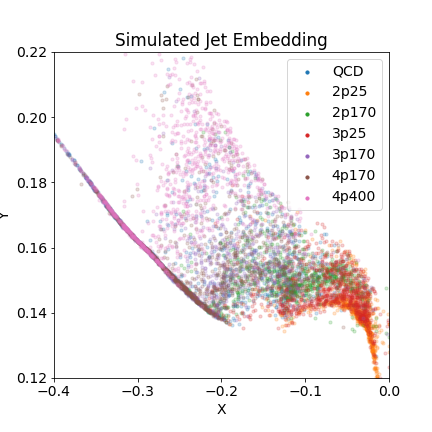 Simulated Jet Embedding
0.22
0.20
0.18
0.16
0.14
0.12
Y
QCD
2p25
2p170
3p25
3p170
4p170
4p400
−0.4
−0.3
−0.2
−0.1
0.0
X